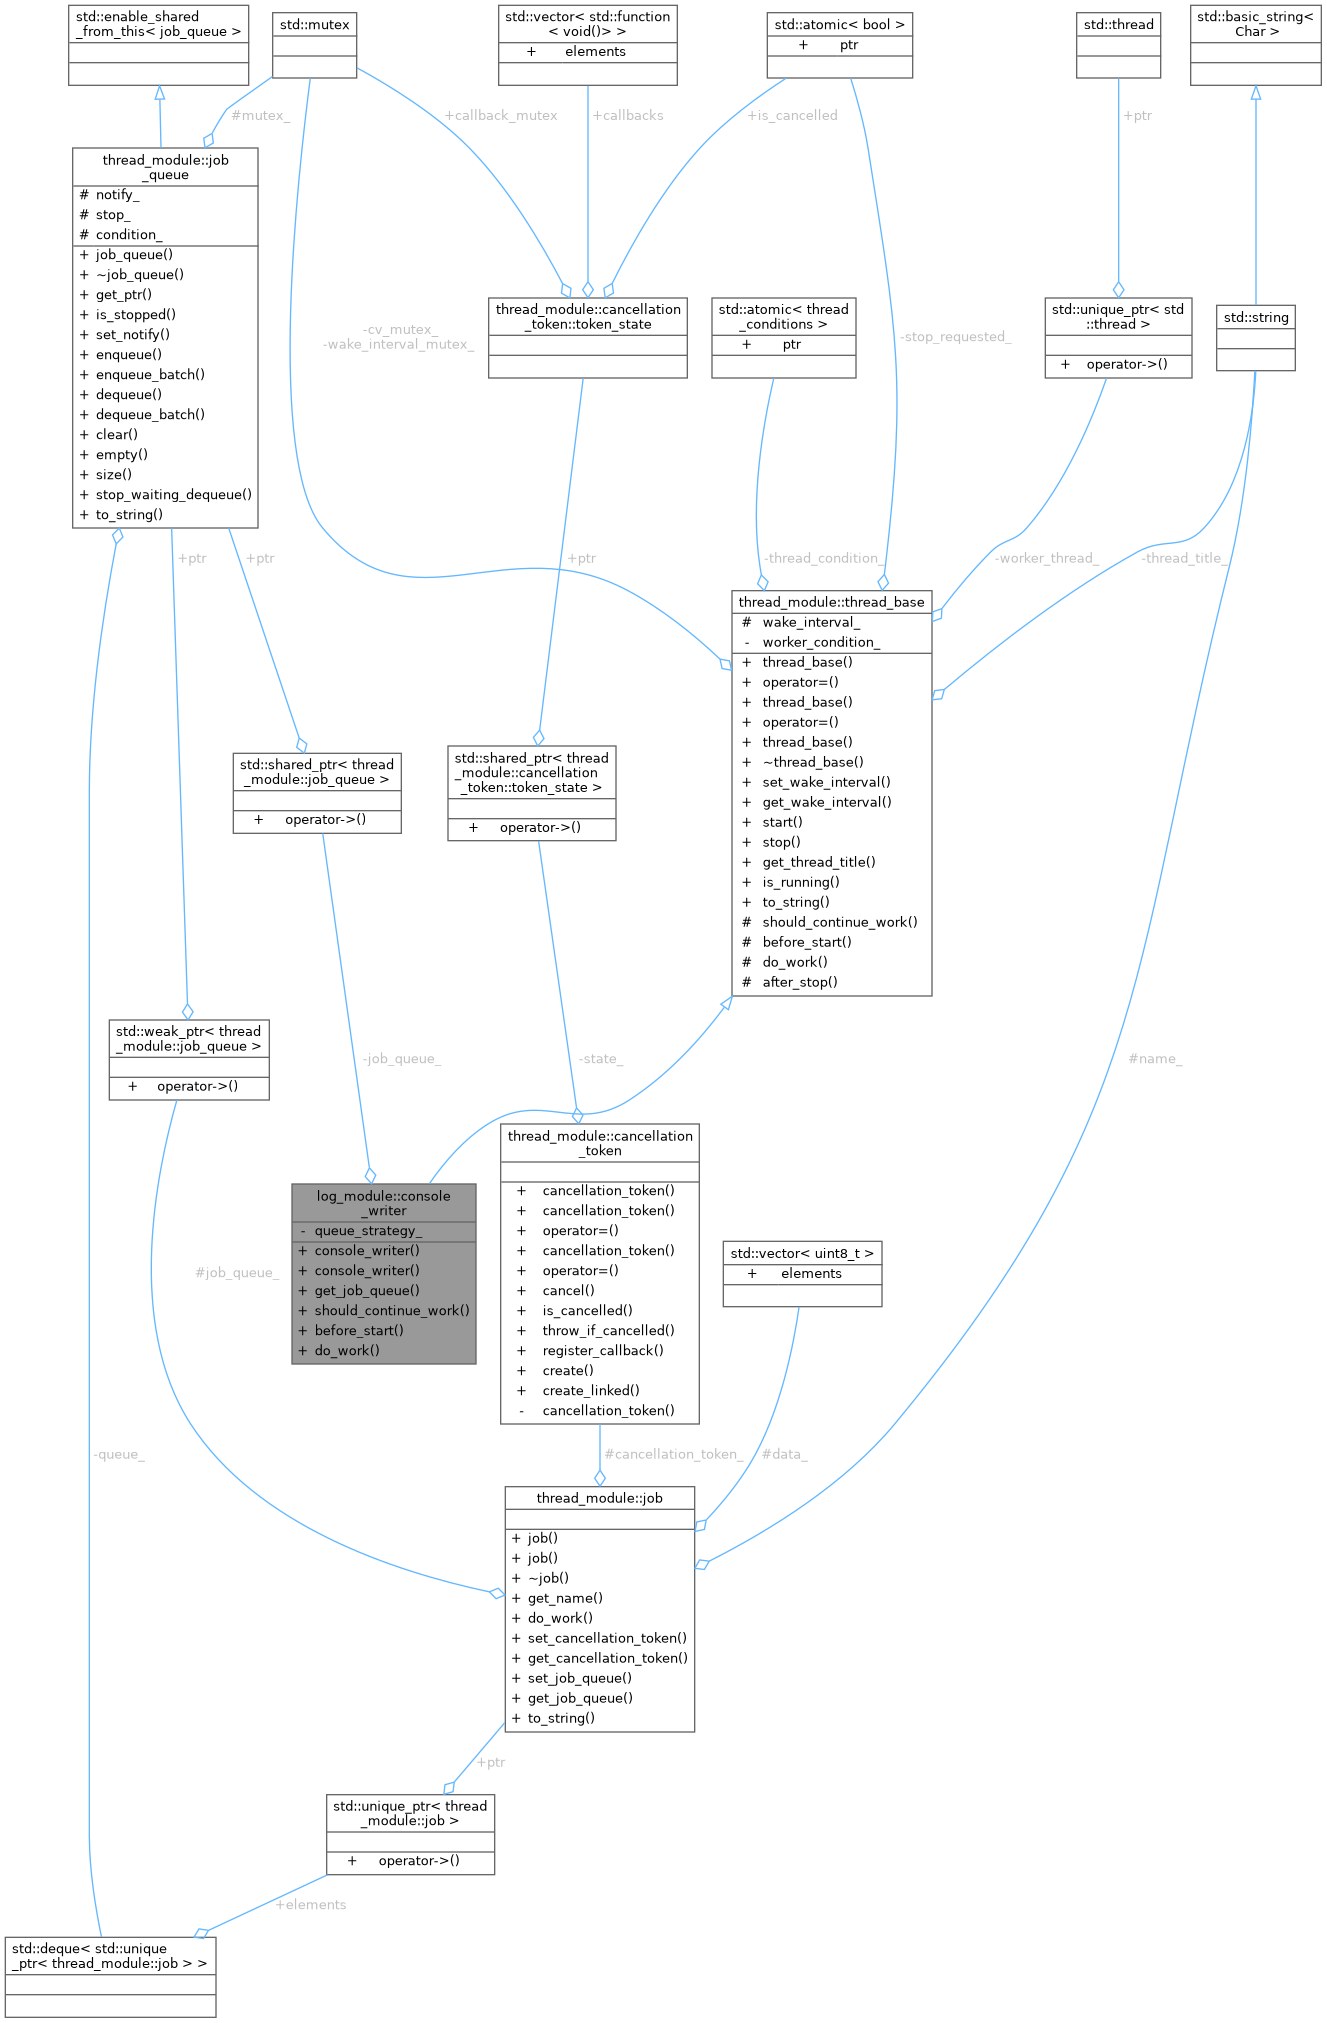 std::enable_shared
_from_this< job_queue >
std::mutex
std::vector< std::function
< void()> >
+ elements
std::atomic< bool >
+ ptr
std::thread
std::basic_string<
Char >
#mutex_
+callback_mutex
+callbacks
+is_cancelled
+ptr
thread_module::job
_queue
# notify_
# stop_
# condition_
+ job_queue()
+ ~job_queue()
+ get_ptr()
+ is_stopped()
+ set_notify()
+ enqueue()
+ enqueue_batch()
+ dequeue()
+ dequeue_batch()
+ clear()
+ empty()
+ size()
+ stop_waiting_dequeue()
+ to_string()
-cv_mutex_
-wake_interval_mutex_
thread_module::cancellation
_token::token_state
std::atomic< thread
_conditions >
+ ptr
-stop_requested_
std::unique_ptr< std
::thread >
+ operator->()
std::string
+ptr
+ptr
+ptr
-thread_condition_
-worker_thread_
-thread_title_
thread_module::thread_base
# wake_interval_
- worker_condition_
+ thread_base()
+ operator=()
+ thread_base()
+ operator=()
+ thread_base()
+ ~thread_base()
+ set_wake_interval()
+ get_wake_interval()
+ start()
+ stop()
+ get_thread_title()
+ is_running()
+ to_string()
# should_continue_work()
# before_start()
# do_work()
# after_stop()
std::shared_ptr< thread
_module::job_queue >
+ operator->()
std::shared_ptr< thread
_module::cancellation
_token::token_state >
+ operator->()
std::weak_ptr< thread
_module::job_queue >
+ operator->()
-job_queue_
-state_
#name_
thread_module::cancellation
_token
+ cancellation_token()
+ cancellation_token()
+ operator=()
+ cancellation_token()
+ operator=()
+ cancel()
+ is_cancelled()
+ throw_if_cancelled()
+ register_callback()
+ create()
+ create_linked()
- cancellation_token()
log_module::console
_writer
- queue_strategy_
+ console_writer()
+ console_writer()
+ get_job_queue()
+ should_continue_work()
+ before_start()
+ do_work()
#job_queue_
std::vector< uint8_t >
+ elements
-queue_
#cancellation_token_
#data_
thread_module::job
+ job()
+ job()
+ ~job()
+ get_name()
+ do_work()
+ set_cancellation_token()
+ get_cancellation_token()
+ set_job_queue()
+ get_job_queue()
+ to_string()
+ptr
std::unique_ptr< thread
_module::job >
+ operator->()
+elements
std::deque< std::unique
_ptr< thread_module::job > >